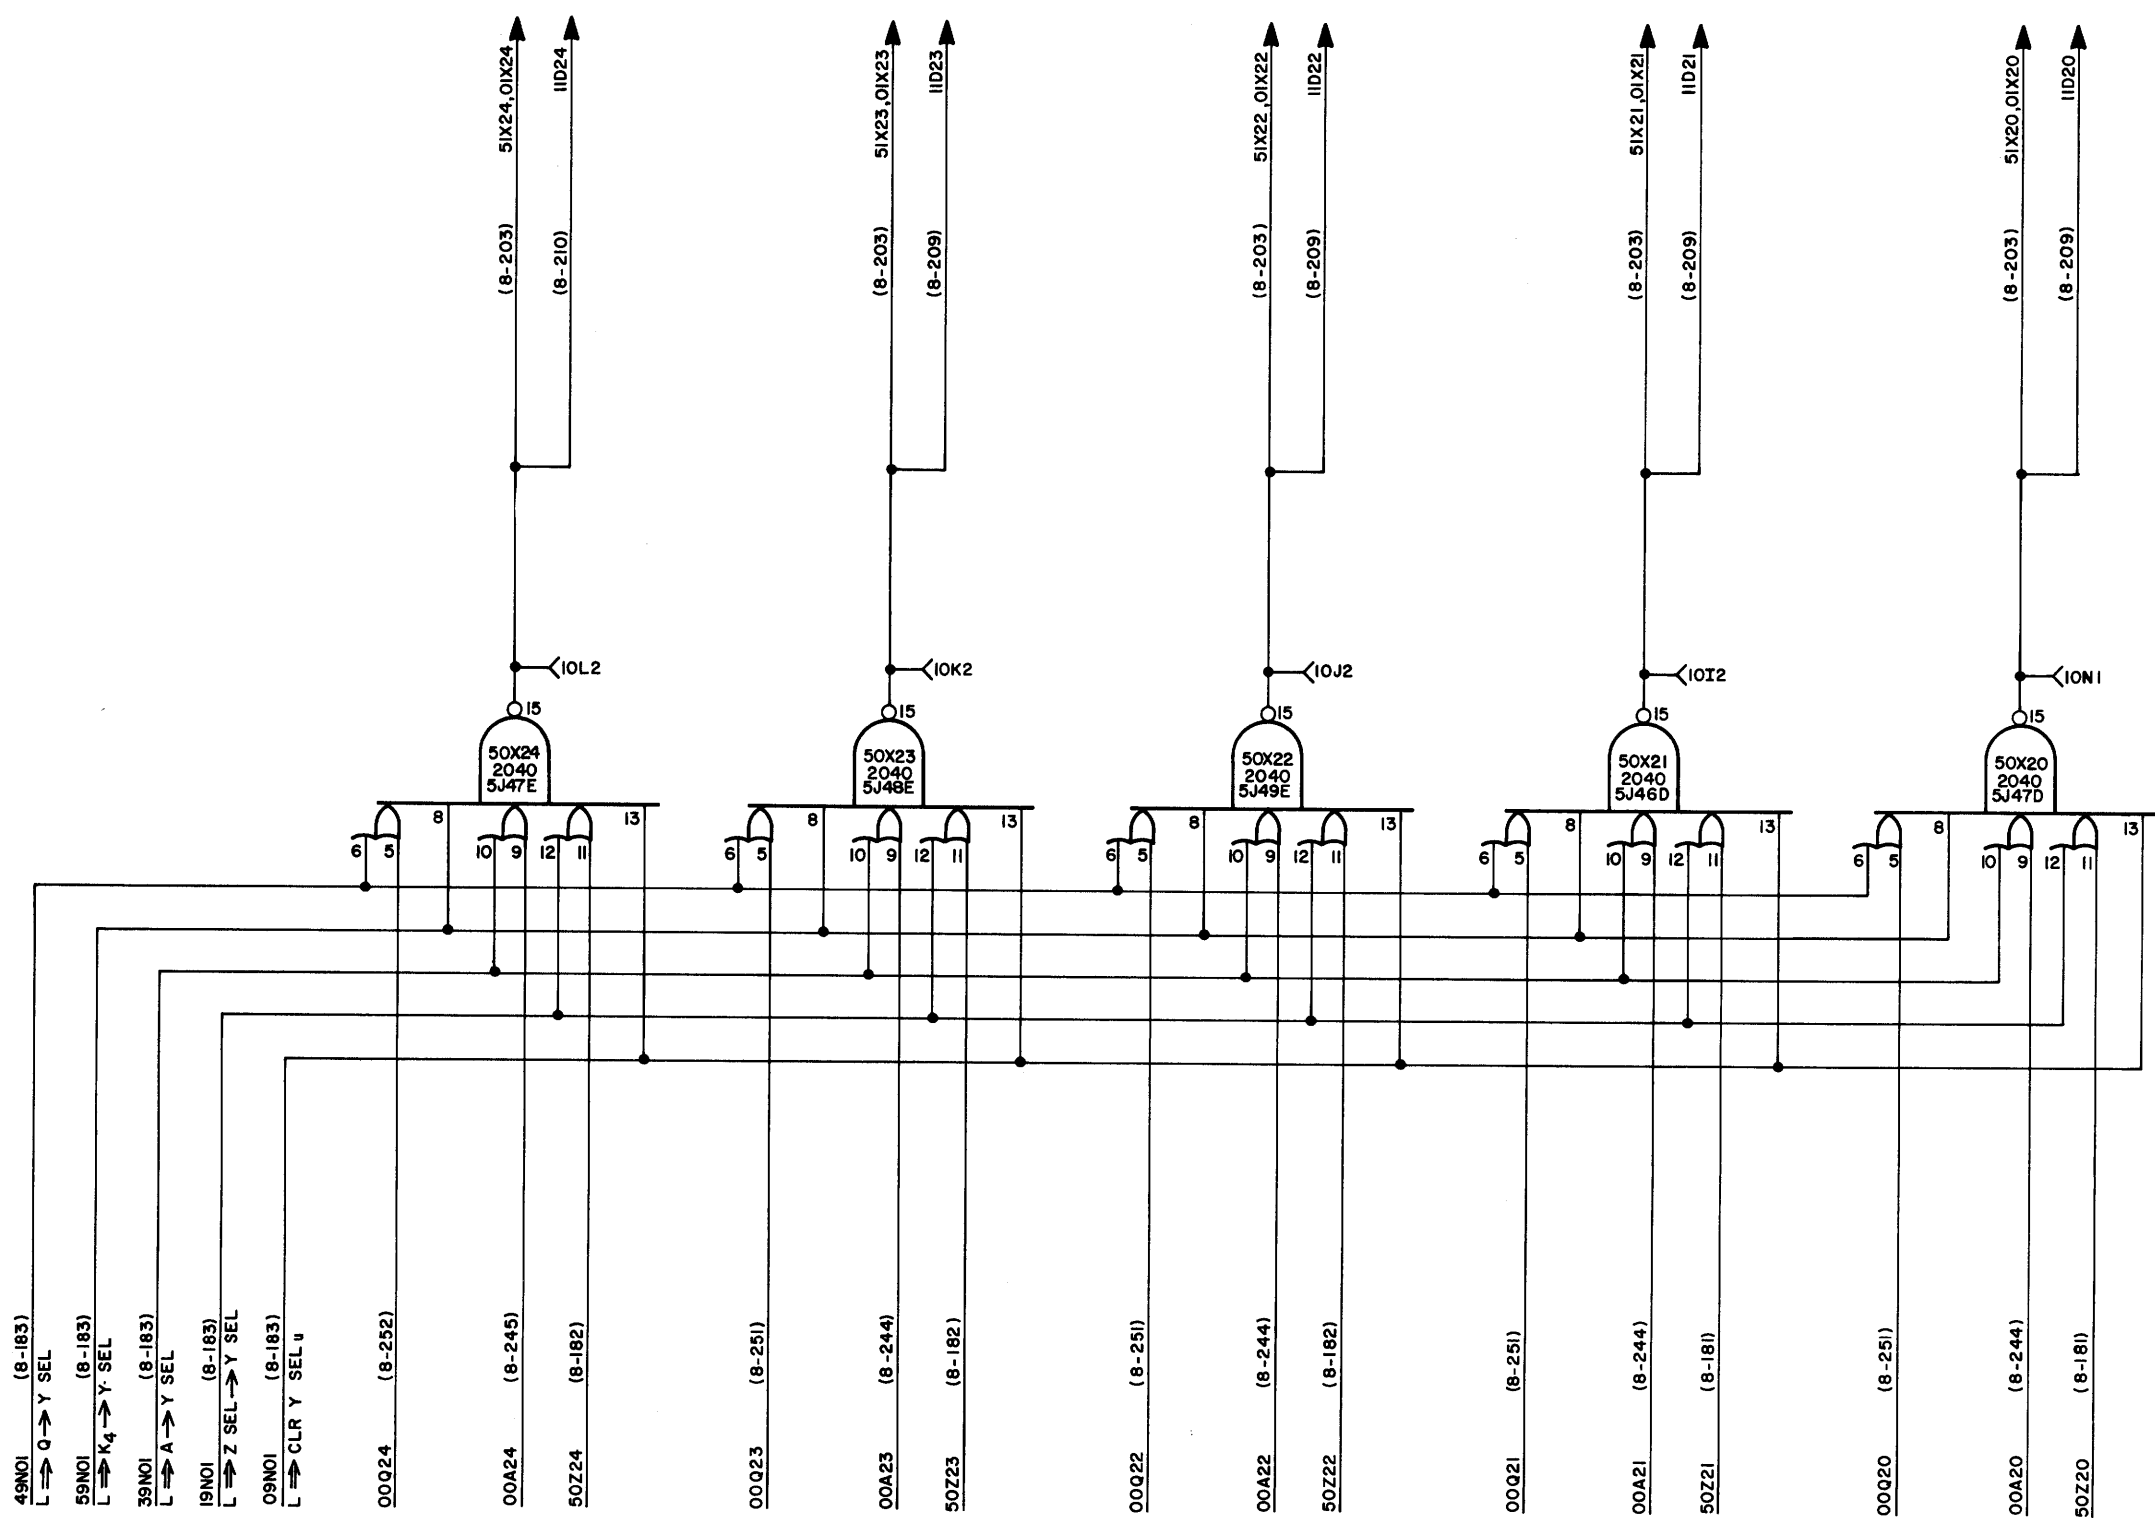 51X24,01X24
11D24
51X23,01X23
11D23
51X22,01X22
11D22
51X21,01X21
11D21
51X20,01X20
11D20
(8-203)
(8-210)
(8-203)
(8-209)
(8-203)
(8-209)
(8-203)
(8-209)
(8-203)
(8-209)
10L2
10K2
10J2
10I2
10N1
15
15
15
15
15
50X24
2040
5J47E
50X23
2040
5J48E
50X22
2040
5J49E
50X21
2040
5J46D
50X20
2040
5J47D
6 5 8 10 9 12 11 13
6 5 8 10 9 12 11 13
6 5 8 10 9 12 11 13
6 5 8 10 9 12 11 13
6 5 8 10 9 12 11 13
49N01 (8-183)
L ⇒ Q → Y SEL
59N01 (8-183)
L ⇒ K4 → Y SEL
39N01 (8-183)
L ⇒ A → Y SEL
19N01 (8-183)
L ⇒ Z SEL → Y SEL
09N01 (8-183)
L ⇒ CLR Y SEL u
00Q24 (8-252)
00A24 (8-245)
50Z24 (8-182)
00Q23 (8-251)
00A23 (8-244)
50Z23 (8-182)
00Q22 (8-251)
00A22 (8-244)
50Z22 (8-182)
00Q21 (8-251)
00A21 (8-244)
50Z21 (8-181)
00Q20 (8-251)
00A20 (8-244)
50Z20 (8-181)